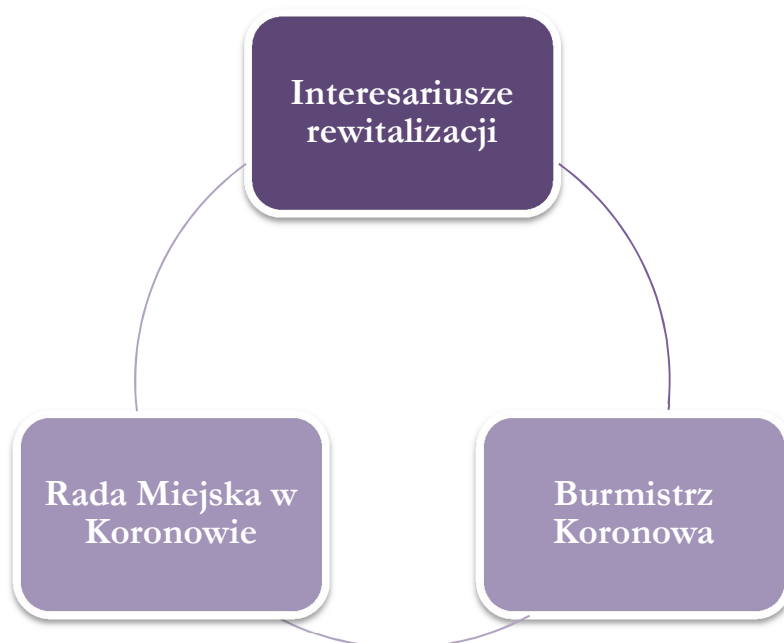 Interesariusze
rewitalizacji
Rada Miejska w
Koronowie
Burmistrz
Koronowa